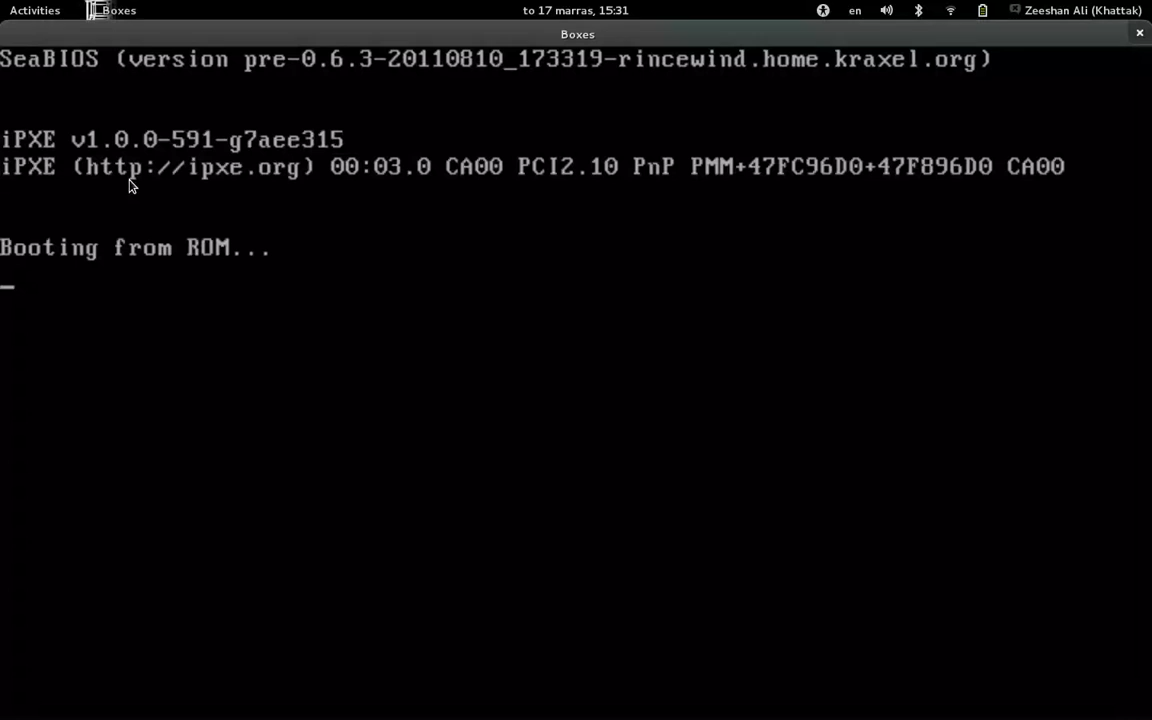 Activities Boxes to 17 marras, 15:31 en Zeeshan Ali (Khattak)
Boxes
SeaBIOS (version pre-0.6.3-20110810_173319-rincewind.home.kraxel.org)
iPXE v1.0.0-591-g7aee315
iPXE (http://ipxe.org) 00:03.0 CA00 PCI2.10 PnP PMM+47FC96D0+47F896D0 CA00
Booting from ROM...